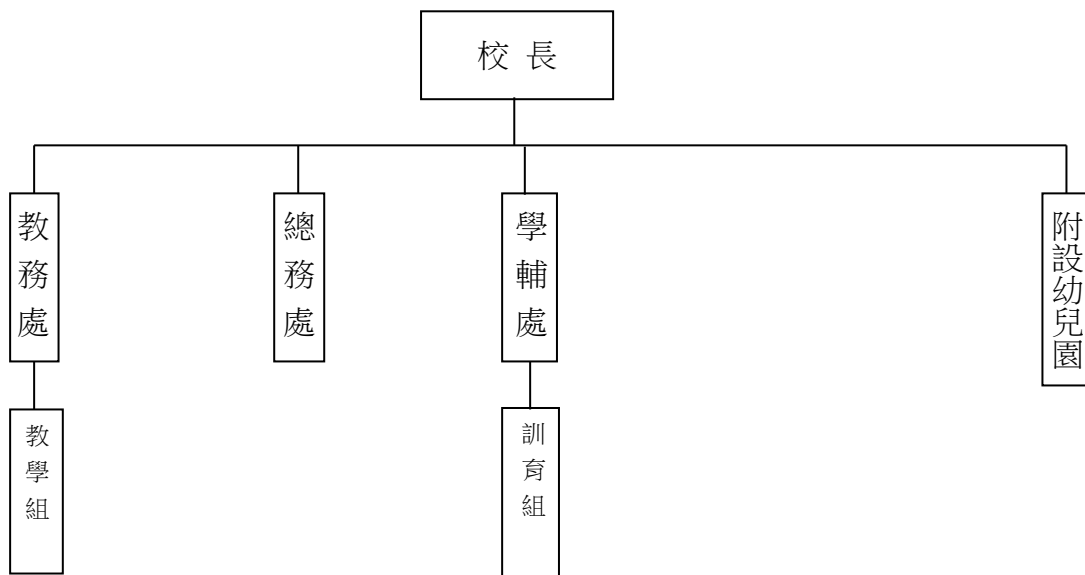 校長
教務處
總務處
學輔處
附設幼兒園
教學組
訓育組